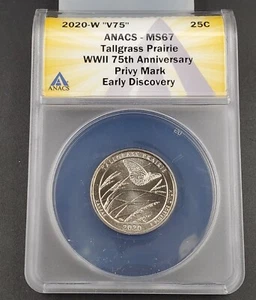 2020-W "V75" 25C
ANACS - MS67
Tallgrass Prairie
WWII 75th Anniversary
Privy Mark
Early Discovery
ANACS
TALLGRASS PRAIRIE
2020